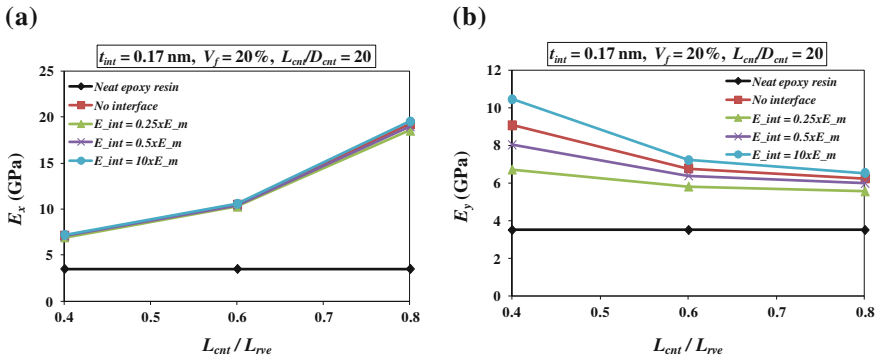 (a)
t_int = 0.17 nm, V_f = 20%, L_cnt/D_cnt = 20
Neat epoxy resin
No interface
E_int = 0.25xE_m
E_int = 0.5xE_m
E_int = 10xE_m
25
20
15
10
5
0
E_x (GPa)
0.4 0.5 0.6 0.7 0.8
L_cnt / L_rve
(b)
t_int = 0.17 nm, V_f = 20%, L_cnt/D_cnt = 20
Neat epoxy resin
No interface
E_int = 0.25xE_m
E_int = 0.5xE_m
E_int = 10xE_m
12
10
8
6
4
2
0
E_y (GPa)
0.4 0.5 0.6 0.7 0.8
L_cnt / L_rve